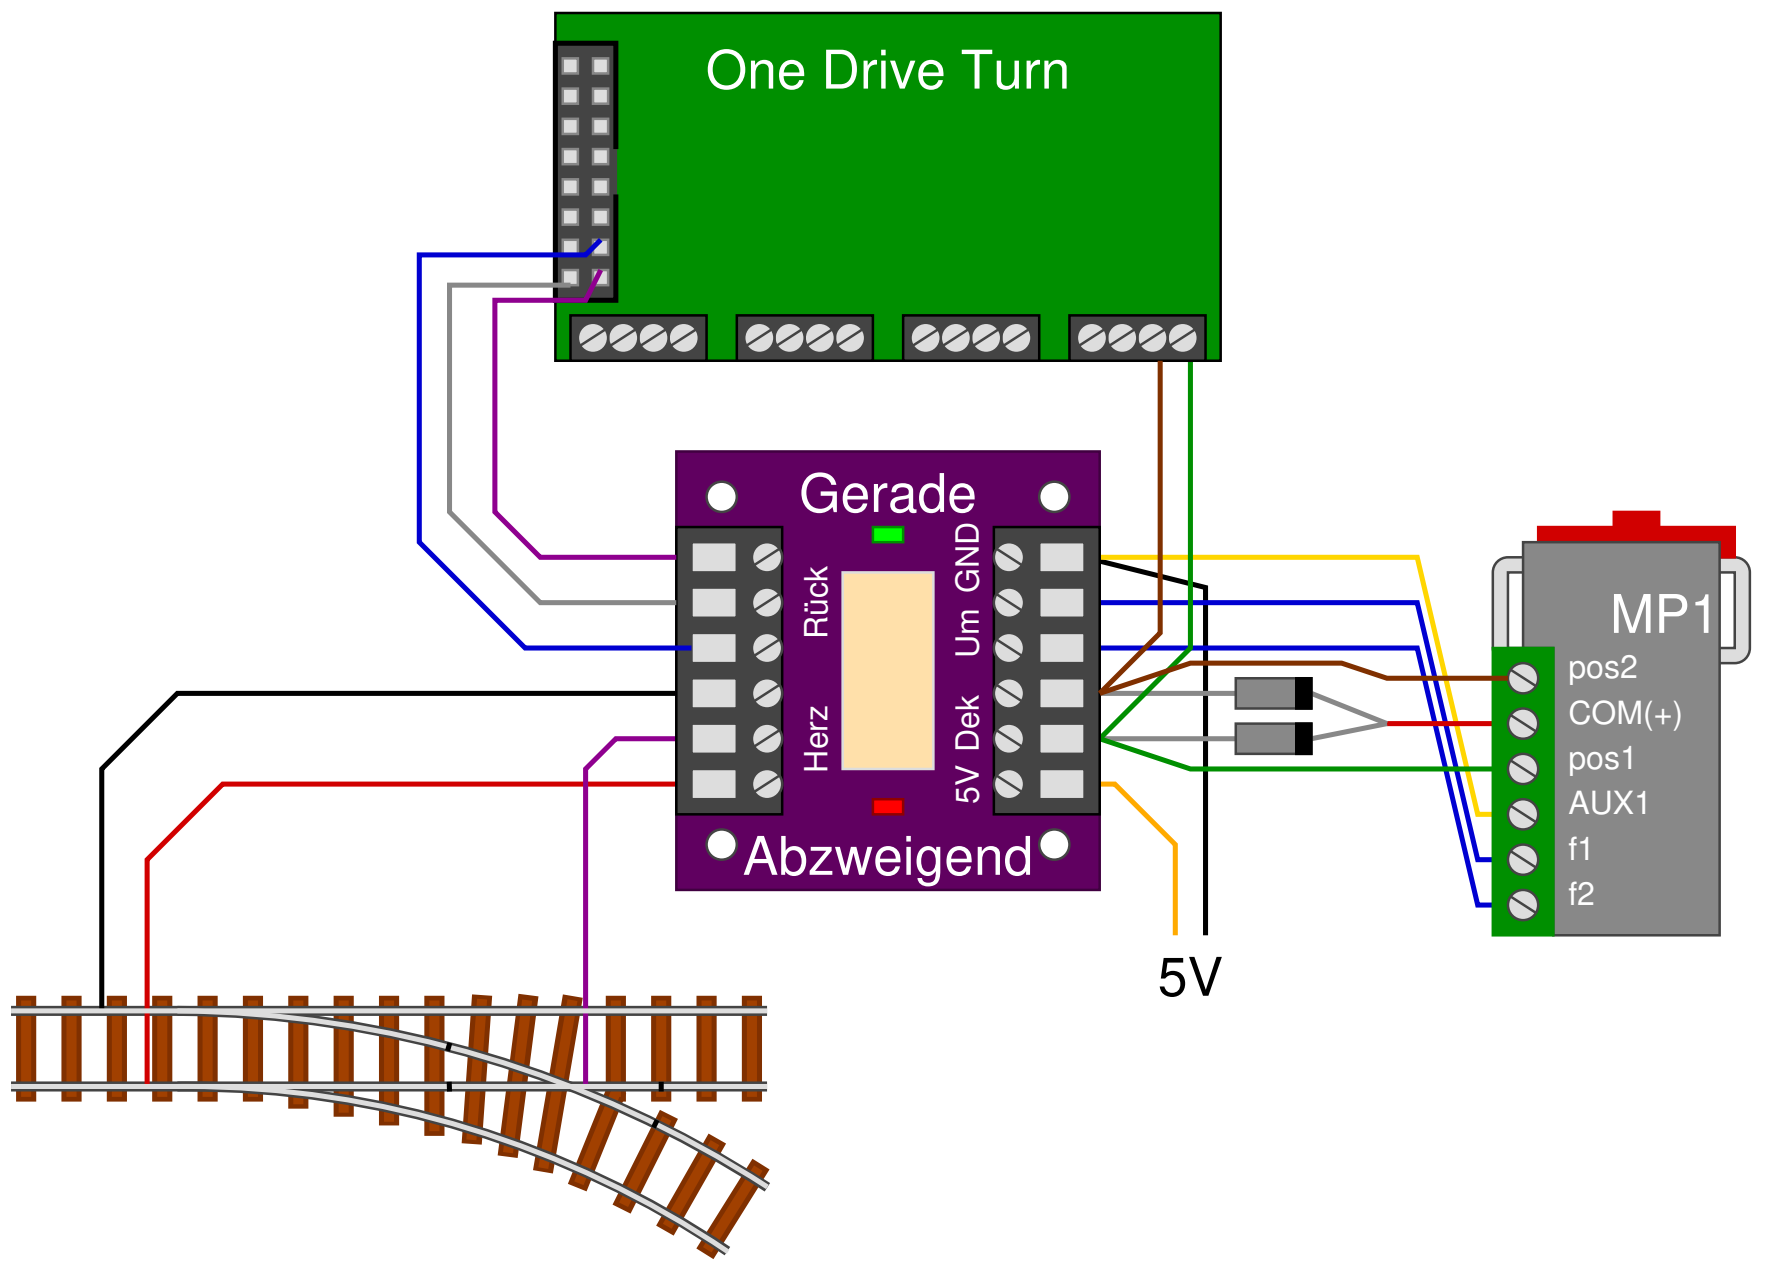 One Drive Turn
Gerade
Rück
Herz
GND
Um
Dek
5V
Abzweigend
MP1
pos2
COM(+)
pos1
AUX1
f1
f2
5V